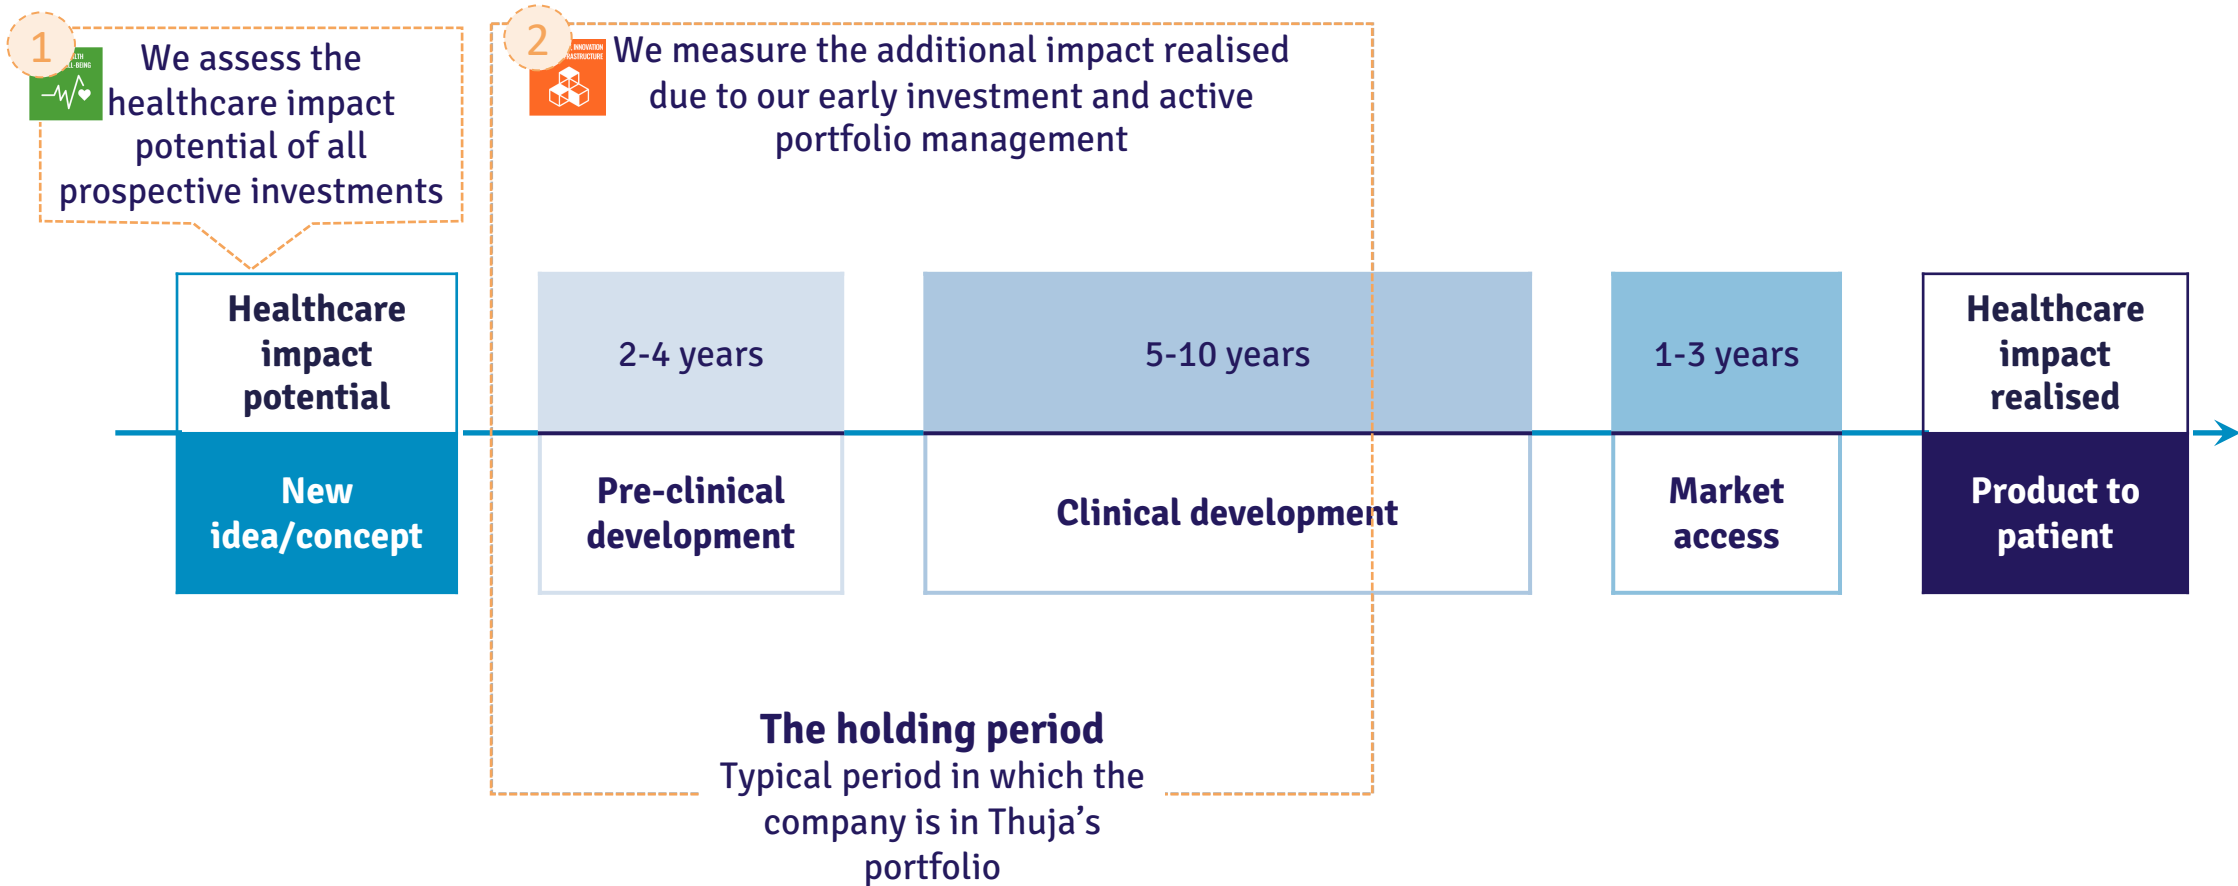 1
We assess the
healthcare impact
potential of all
prospective investments
2
INNOVATION
We measure the additional impact realised
due to our early investment and active
portfolio management
Healthcare
impact
potential
2-4 years
5-10 years
1-3 years
Healthcare
impact
realised
New
idea/concept
Pre-clinical
development
Clinical development
Market
access
Product to
patient
The holding period
Typical period in which the
company is in Thuja’s
portfolio